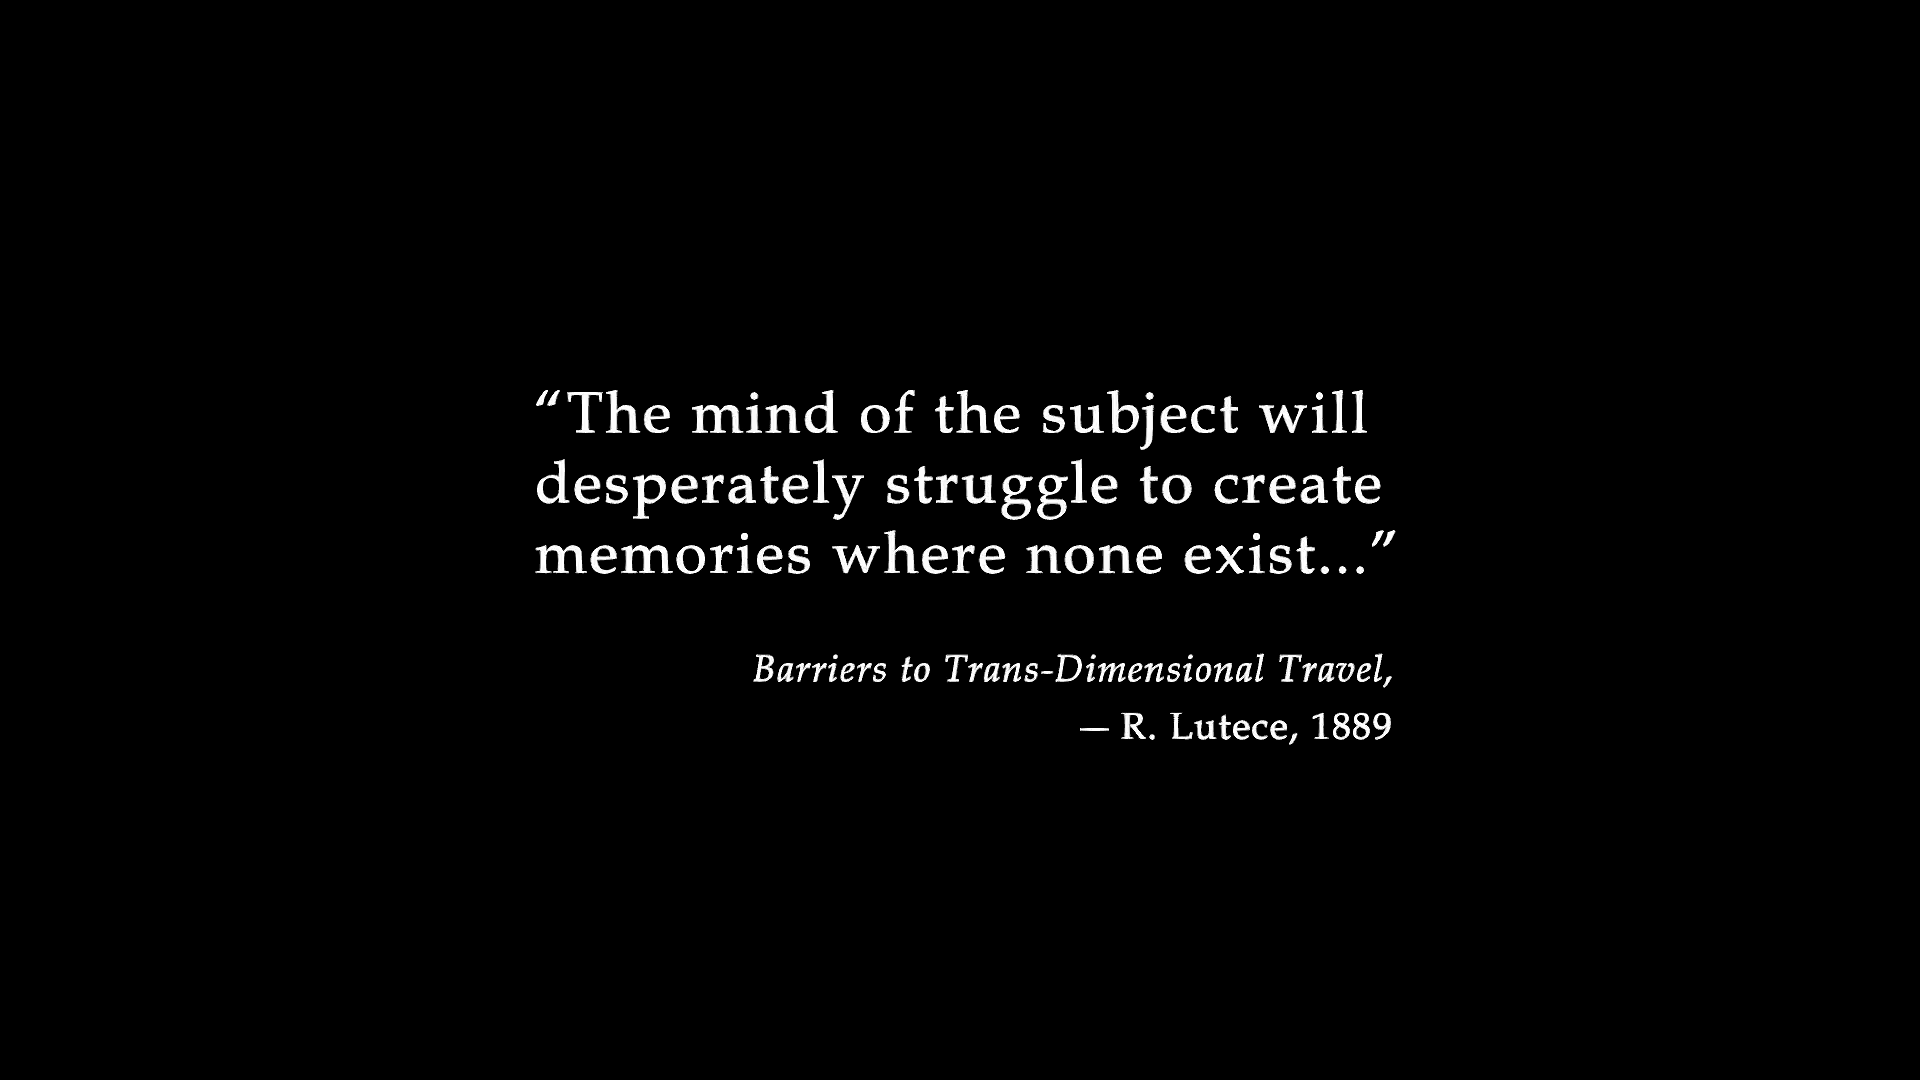 “The mind of the subject will
desperately struggle to create
memories where none exist...”
Barriers to Trans-Dimensional Travel,
— R. Lutece, 1889